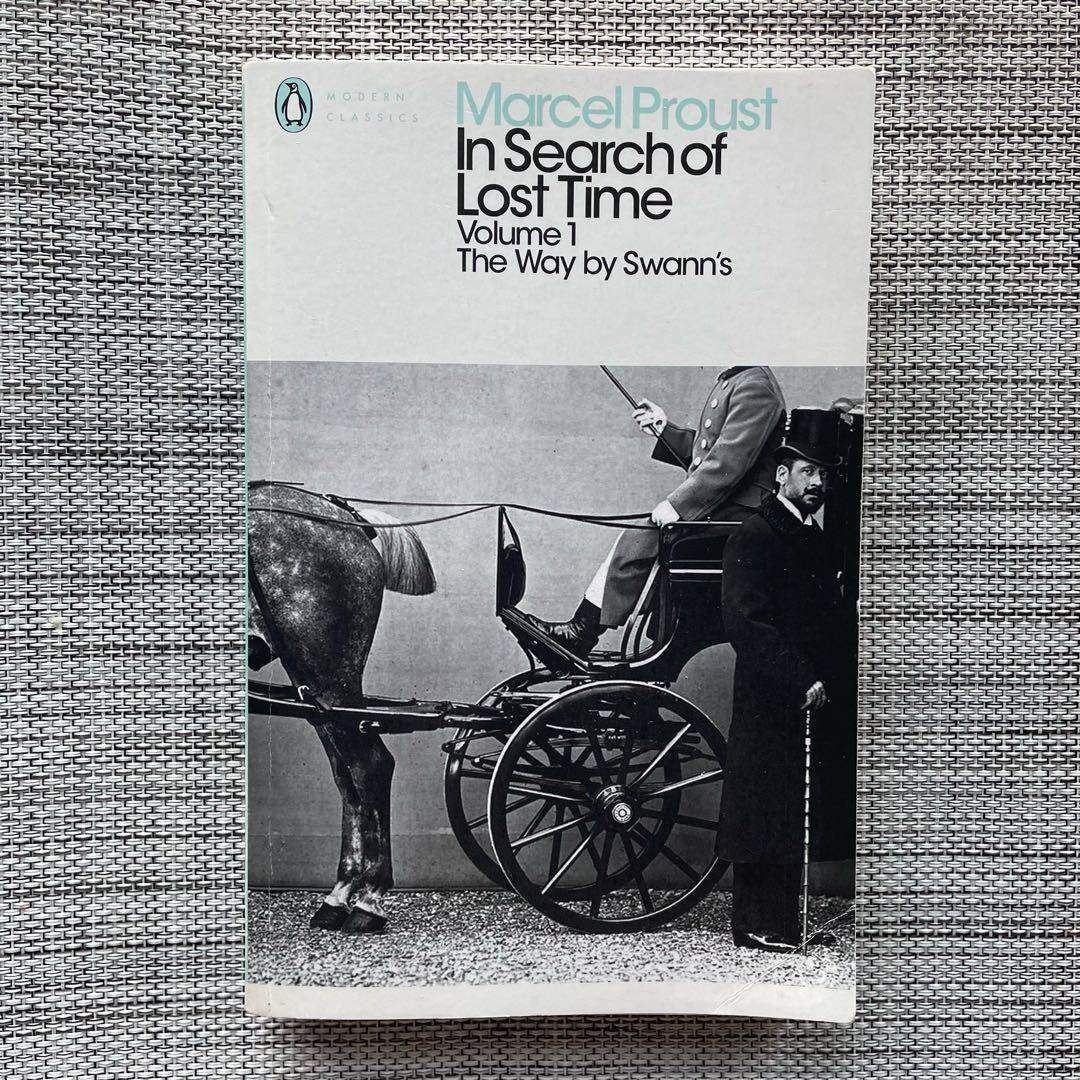 MODERN
CLASSICS
Marcel Proust
In Search of
Lost Time
Volume 1
The Way by Swann's